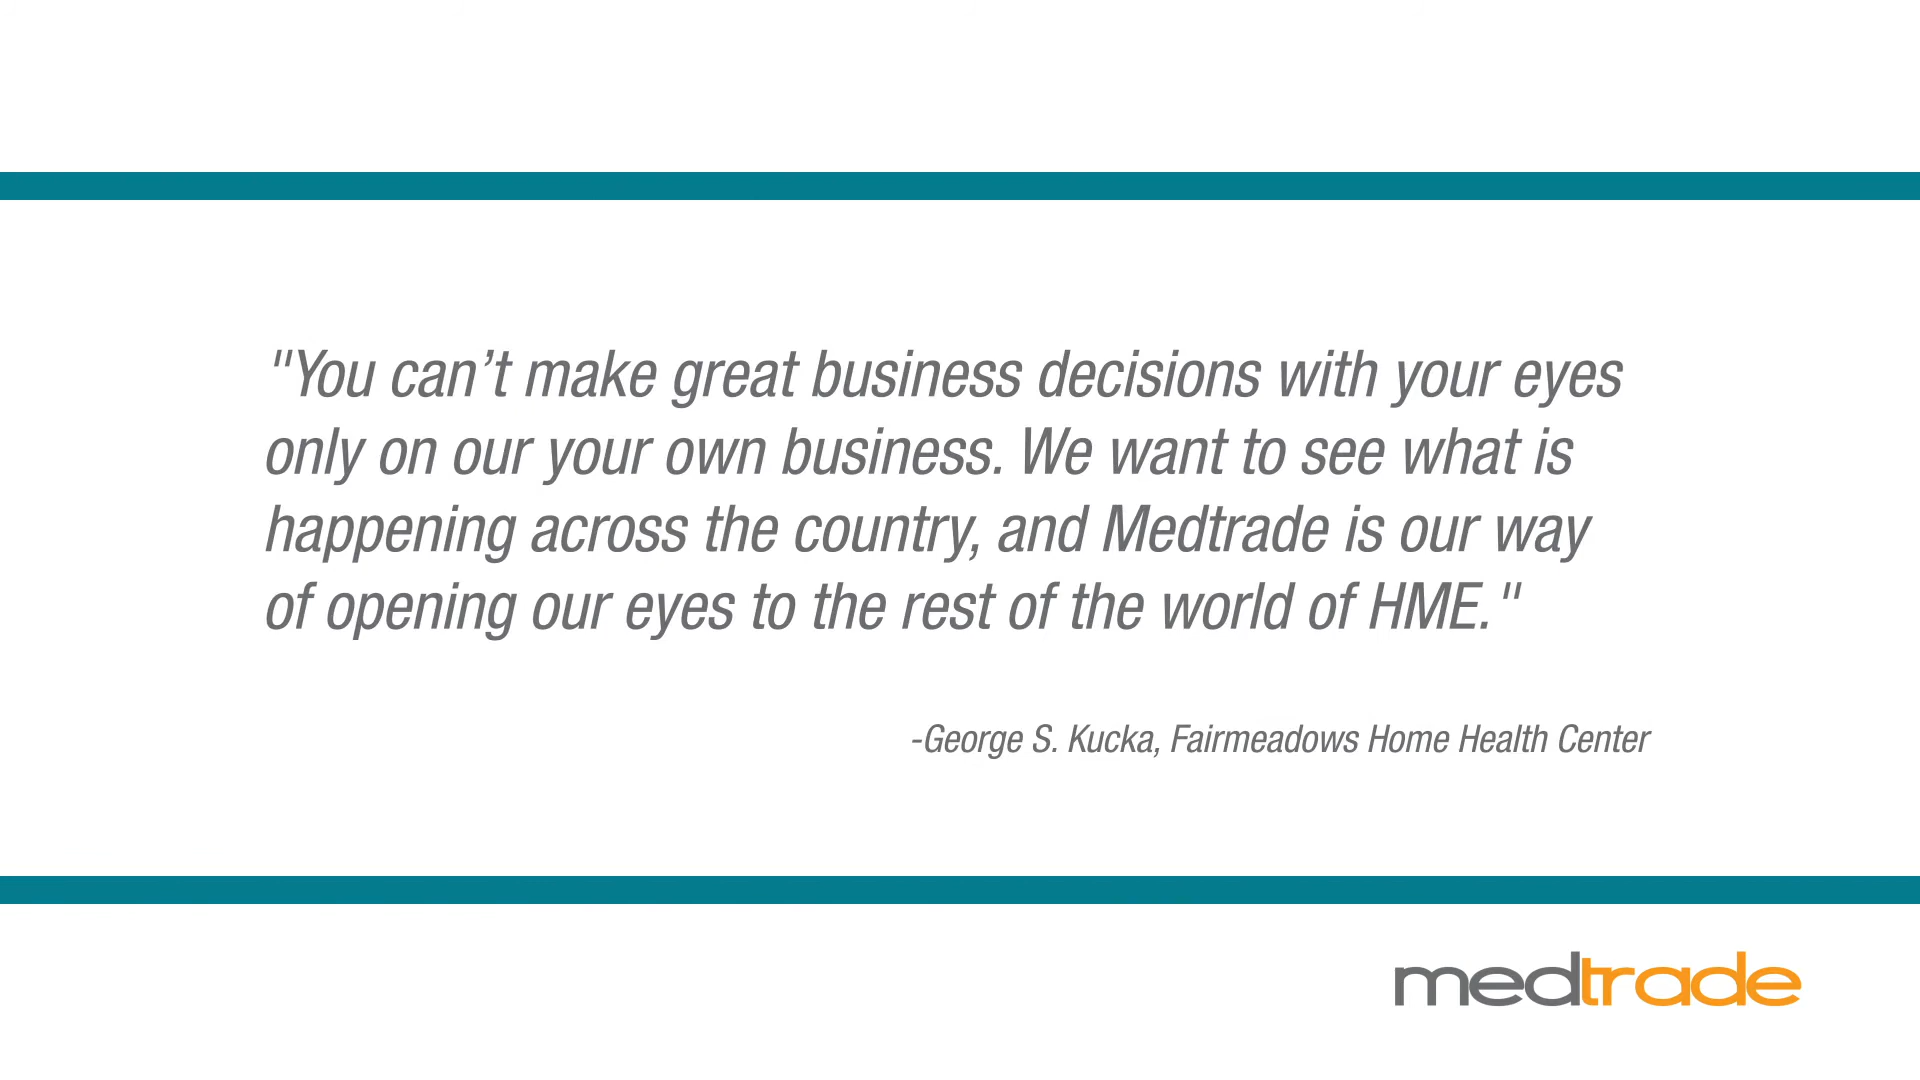 "You can’t make great business decisions with your eyes
only on our your own business. We want to see what is
happening across the country, and Medtrade is our way
of opening our eyes to the rest of the world of HME."
-George S. Kucka, Fairmeadows Home Health Center
medtrade